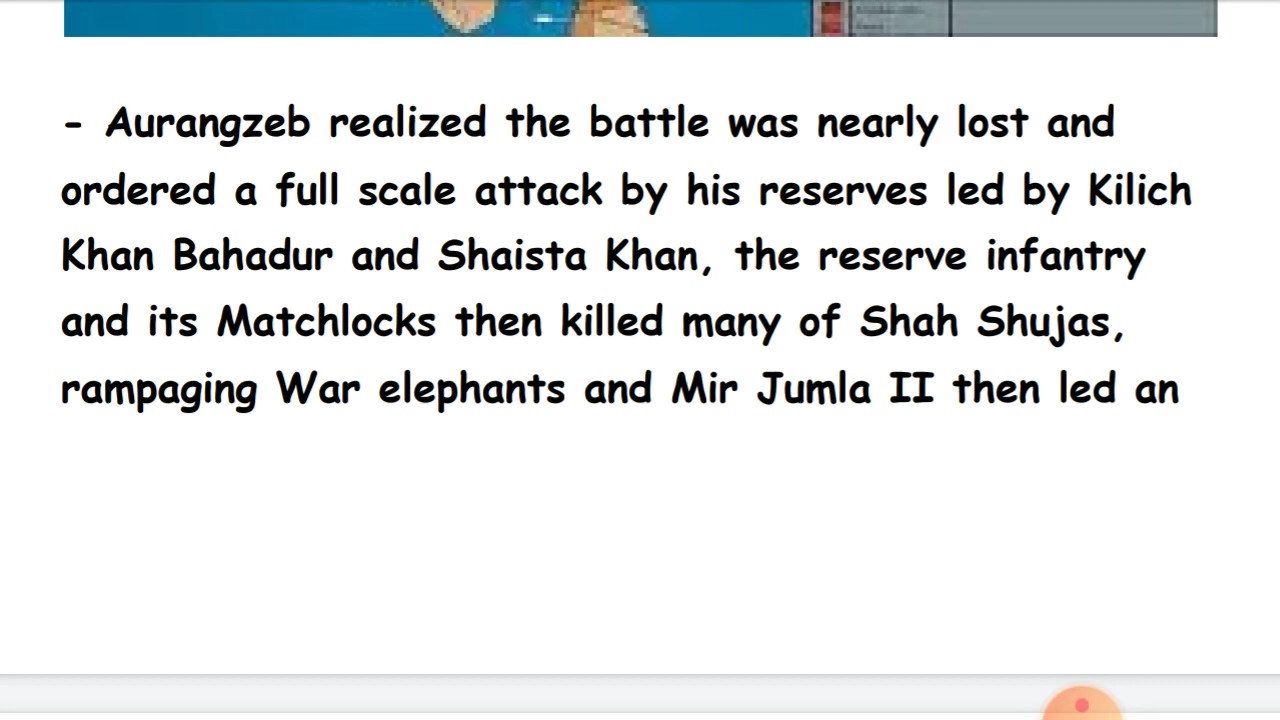 - Aurangzeb realized the battle was nearly lost and
ordered a full scale attack by his reserves led by Kilich
Khan Bahadur and Shaista Khan, the reserve infantry
and its Matchlocks then killed many of Shah Shujas,
rampaging War elephants and Mir Jumla II then led an